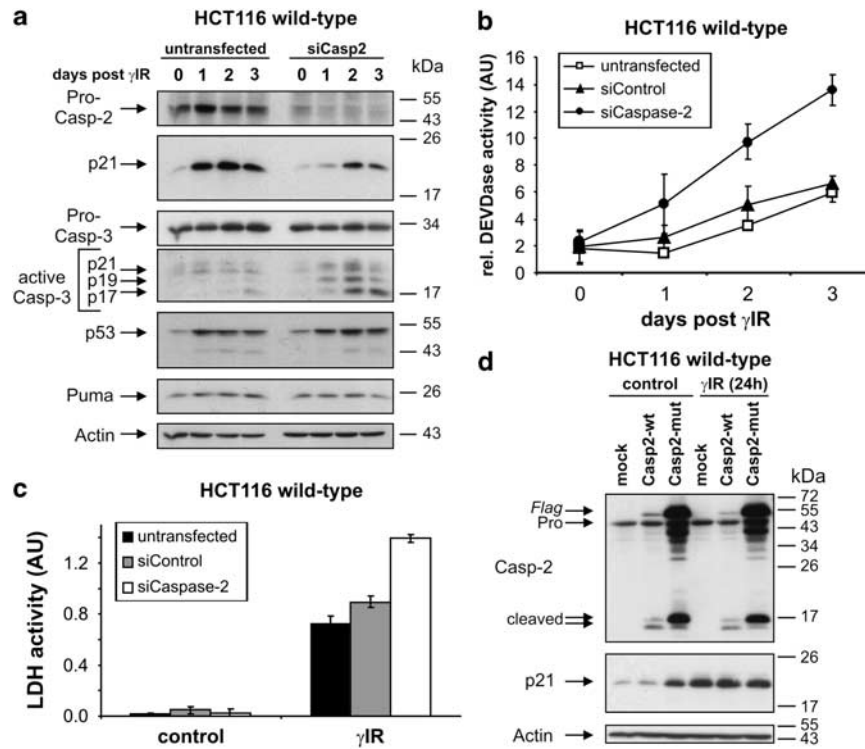 a
HCT116 wild-type
untransfected siCasp2
days post γIR 0 1 2 3 0 1 2 3 kDa
Pro-
Casp-2
55
43
26
p21
17
Pro-
Casp-3
34
active
Casp-3
p21
p19
p17
17
p53
55
43
Puma
26
Actin
43
b
HCT116 wild-type
rel. DEVDase activity (AU)
16
14
12
10
8
6
4
2
0
untransfected
siControl
siCaspase-2
0 1 2 3
days post γIR
c
HCT116 wild-type
LDH activity (AU)
1.2
0.8
0.4
0.0
untransfected
siControl
siCaspase-2
control γIR
d
HCT116 wild-type
control γIR (24h)
mock Casp2-wt Casp2-mut mock Casp2-wt Casp2-mut
kDa
Flag
Pro
Casp-2
cleaved
72
55
43
34
26
17
p21
26
17
Actin
55
43